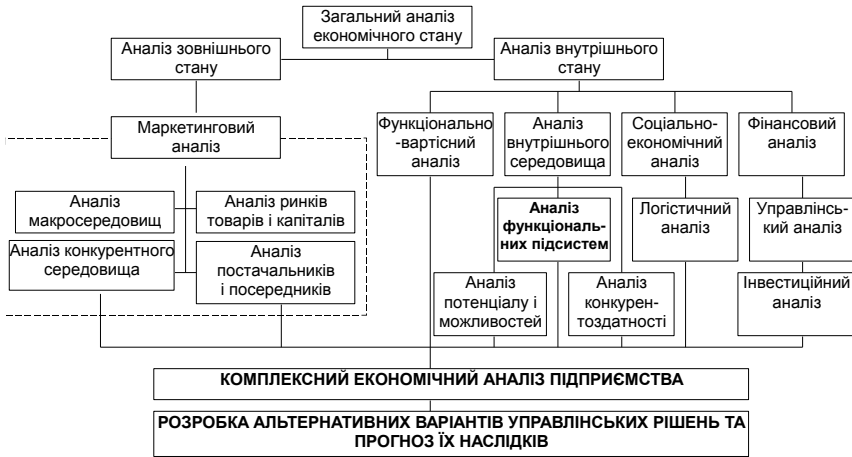 Загальний аналіз
економічного стану
Аналіз зовнішнього
стану
Аналіз внутрішнього
стану
Маркетинговий
аналіз
Функціонально
-вартісний
аналіз
Аналіз
внутрішнього
середовища
Соціально-
економічний
аналіз
Фінансовий
аналіз
Аналіз
макросередовищ
Аналіз ринків
товарів і капіталів
Аналіз
функціональ-
них підсистем
Логістичний
аналіз
Управлінсь-
кий аналіз
Аналіз конкурентного
середовища
Аналіз
постачальників
і посередників
Аналіз
потенціалу і
можливостей
Аналіз
конкурен-
тоздатності
Інвестиційний
аналіз
КОМПЛЕКСНИЙ ЕКОНОМІЧНИЙ АНАЛІЗ ПІДПРИЄМСТВА
РОЗРОБКА АЛЬТЕРНАТИВНИХ ВАРІАНТІВ УПРАВЛІНСЬКИХ РІШЕНЬ ТА
ПРОГНОЗ ЇХ НАСЛІДКІВ